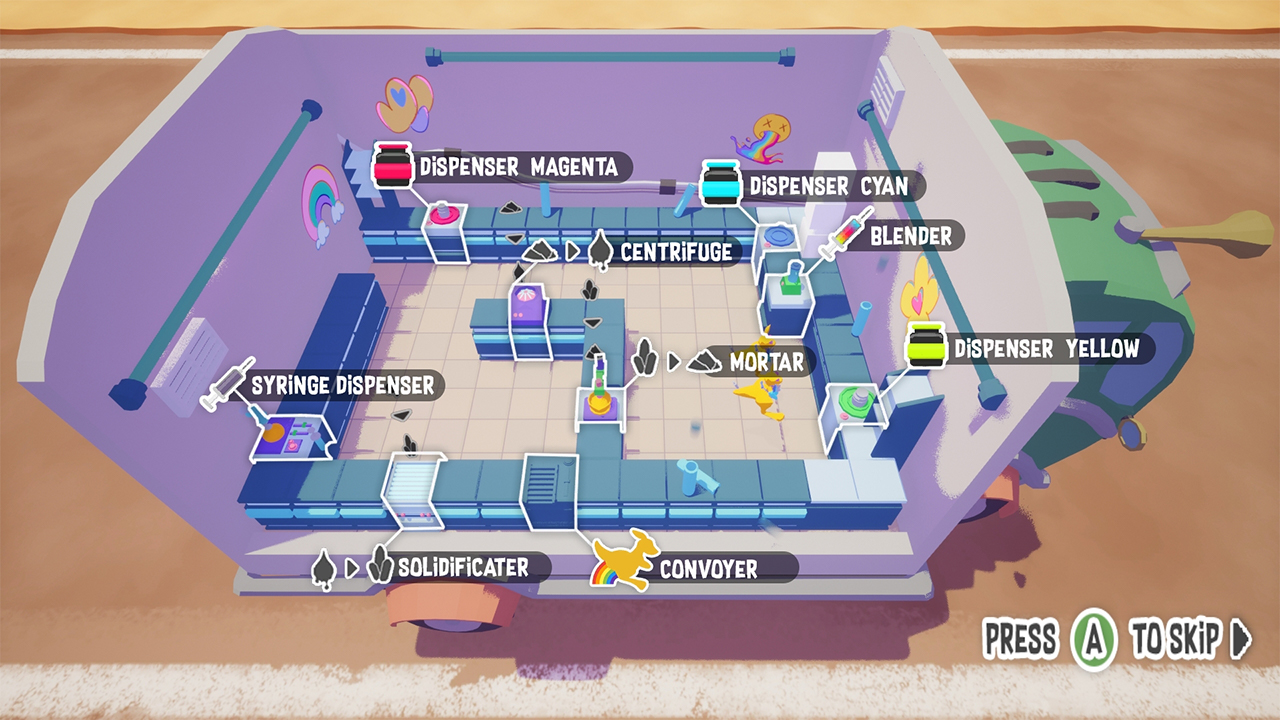 DISPENSER MAGENTA
DISPENSER CYAN
BLENDER
CENTRIFUGE
DISPENSER YELLOW
MORTAR
SYRINGE DISPENSER
SOLIDIFICATER
CONVOYER
PRESS A TO SKIP